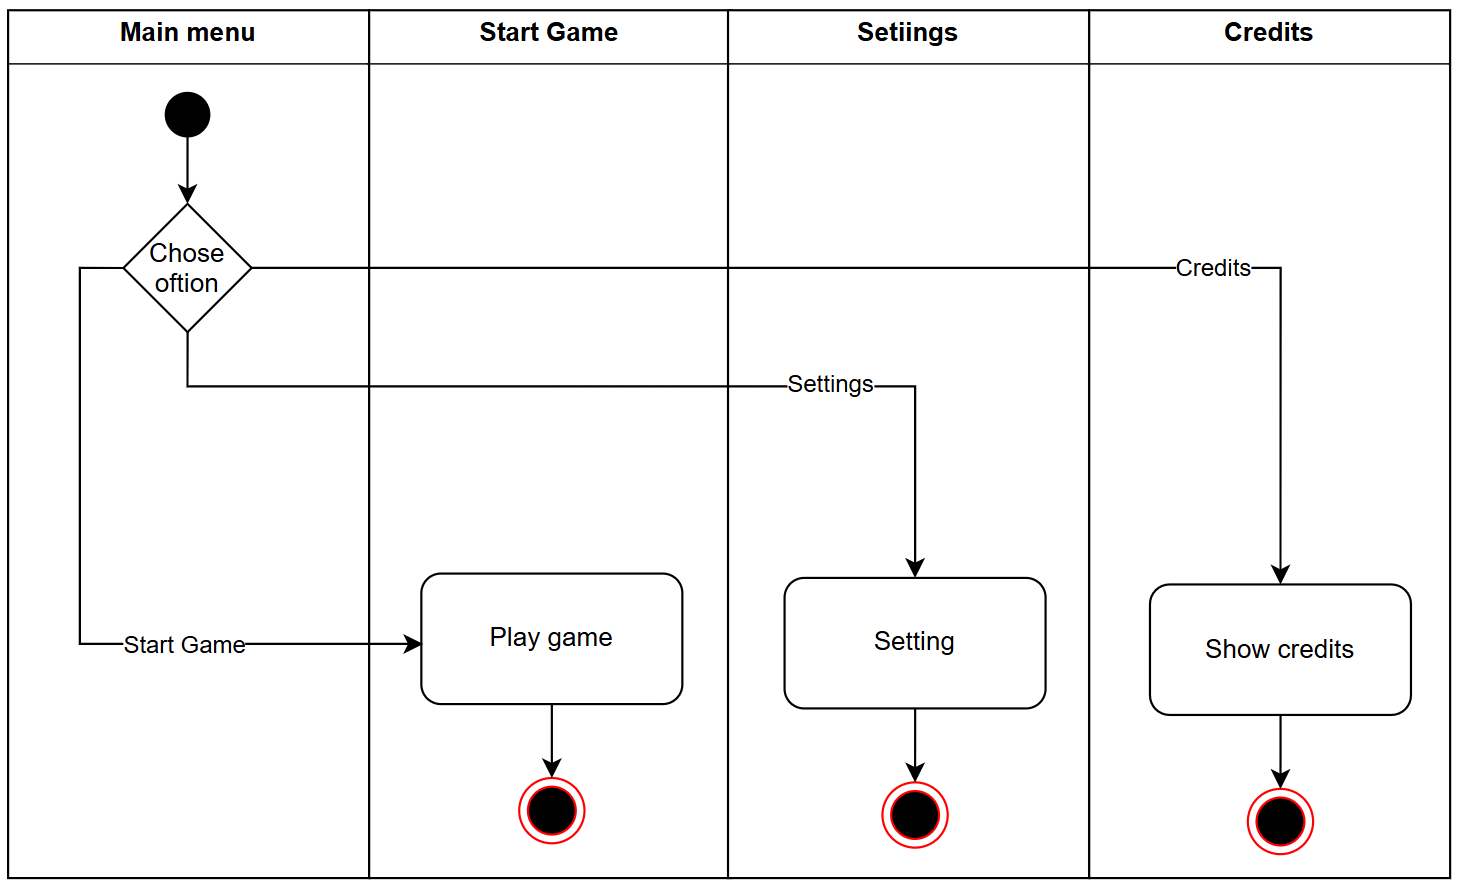 Main menu
Start Game
Setiings
Credits
Chose
oftion
Credits
Settings
Start Game
Play game
Setting
Show credits